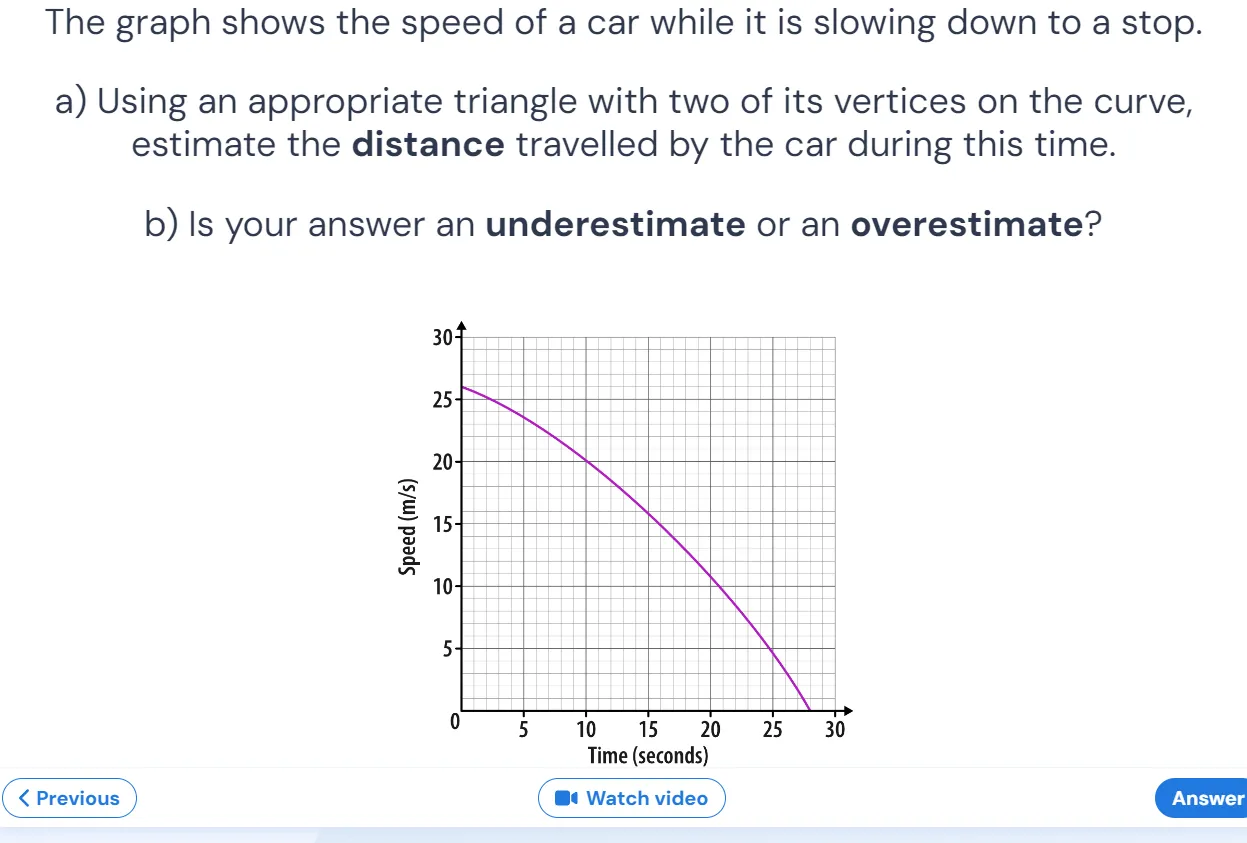 The graph shows the speed of a car while it is slowing down to a stop.
a) Using an appropriate triangle with two of its vertices on the curve,
estimate the distance travelled by the car during this time.
b) Is your answer an underestimate or an overestimate?
30
25
20
15
10
5
0
Speed (m/s)
5 10 15 20 25 30
Time (seconds)
Previous
Watch video
Answer